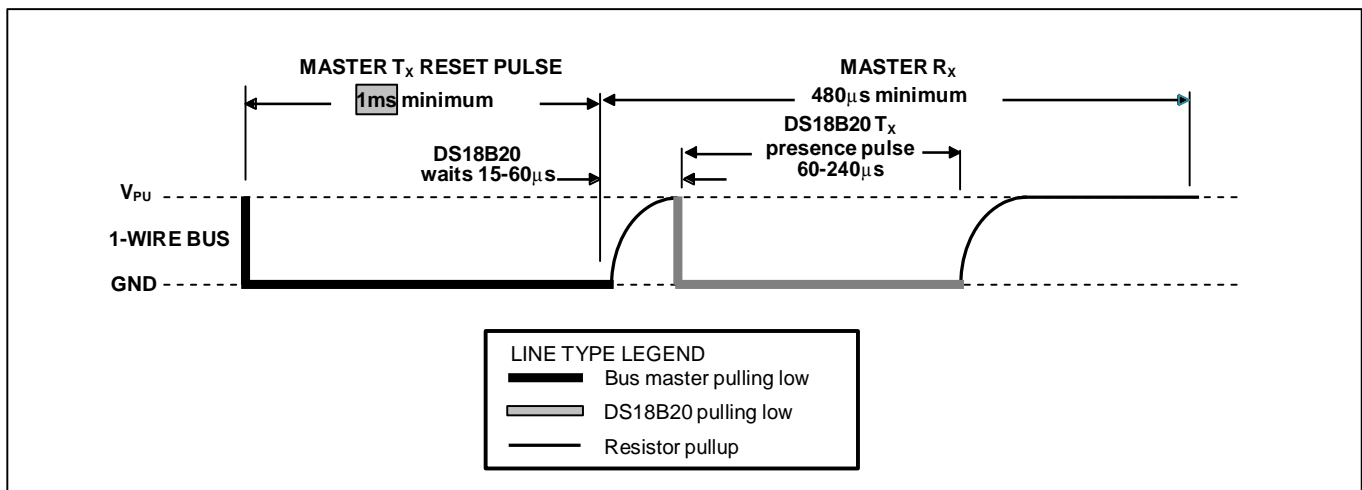 MASTER TX RESET PULSE
1ms minimum
MASTER RX
480μs minimum
DS18B20
waits 15-60μs
DS18B20 TX
presence pulse
60-240μs
VPU
1-WIRE BUS
GND
LINE TYPE LEGEND
Bus master pulling low
DS18B20 pulling low
Resistor pullup